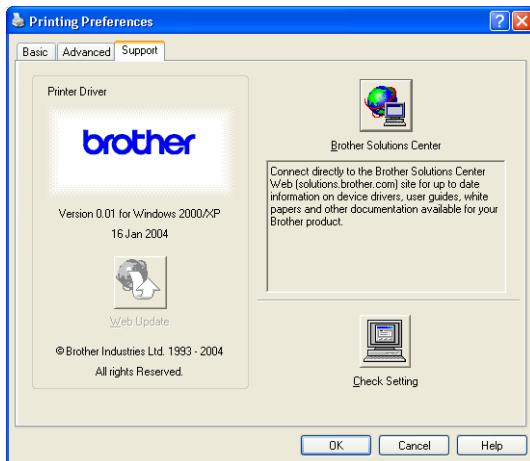 Printing Preferences
Basic
Advanced
Support
Printer Driver
brother
Version 0.01 for Windows 2000/XP
16 Jan 2004
Web Update
© Brother Industries Ltd. 1993 - 2004
All rights Reserved.
Brother Solutions Center
Connect directly to the Brother Solutions Center
Web (solutions.brother.com) site for up to date
information on device drivers, user guides, white
papers and other documentation available for your
Brother product.
Check Setting
OK
Cancel
Help